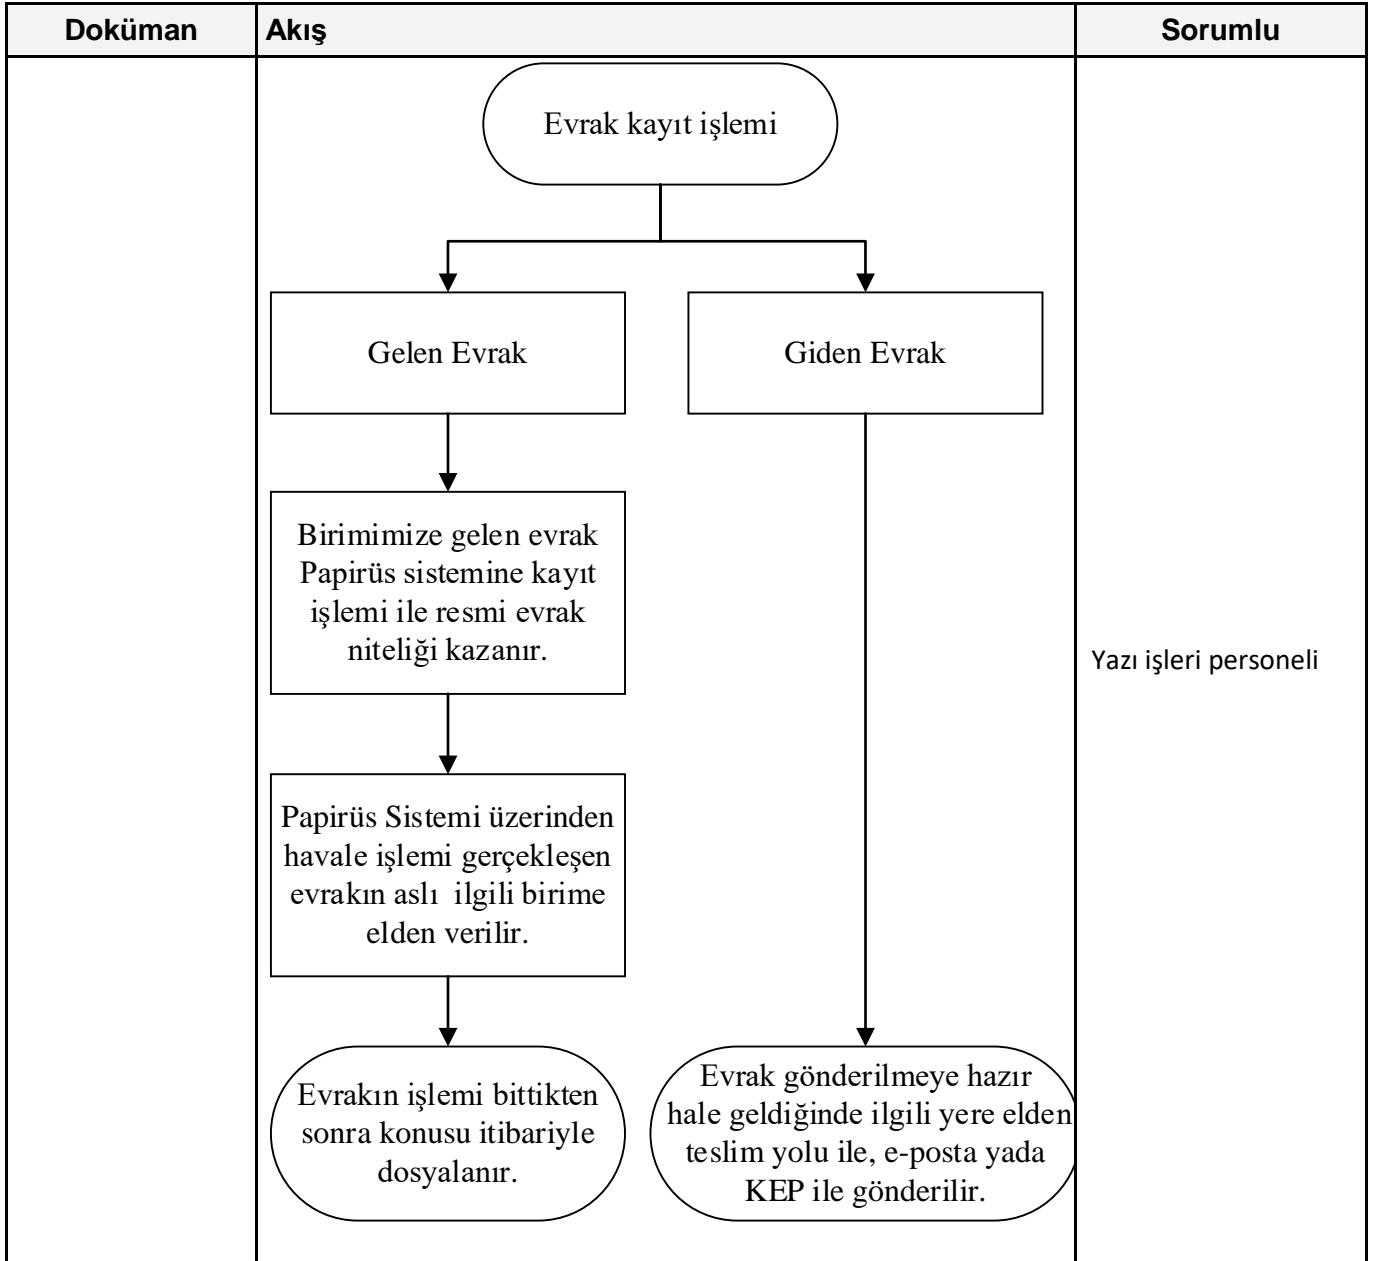 Doküman
Akış
Sorumlu
Evrak kayıt işlemi
Gelen Evrak
Giden Evrak
Birimimize gelen evrak
Papirüs sistemine kayıt
işlemi ile resmi evrak
niteliği kazanır.
Yazı işleri personeli
Papirüs Sistemi üzerinden
havale işlemi gerçekleşen
evrakın aslı ilgili birime
elden verilir.
Evrakın işlemi bittikten
sonra konusu itibariyle
dosyalanır.
Evrak gönderilmeye hazır
hale geldiğinde ilgili yere elden
teslim yolu ile, e-posta yada
KEP ile gönderilir.